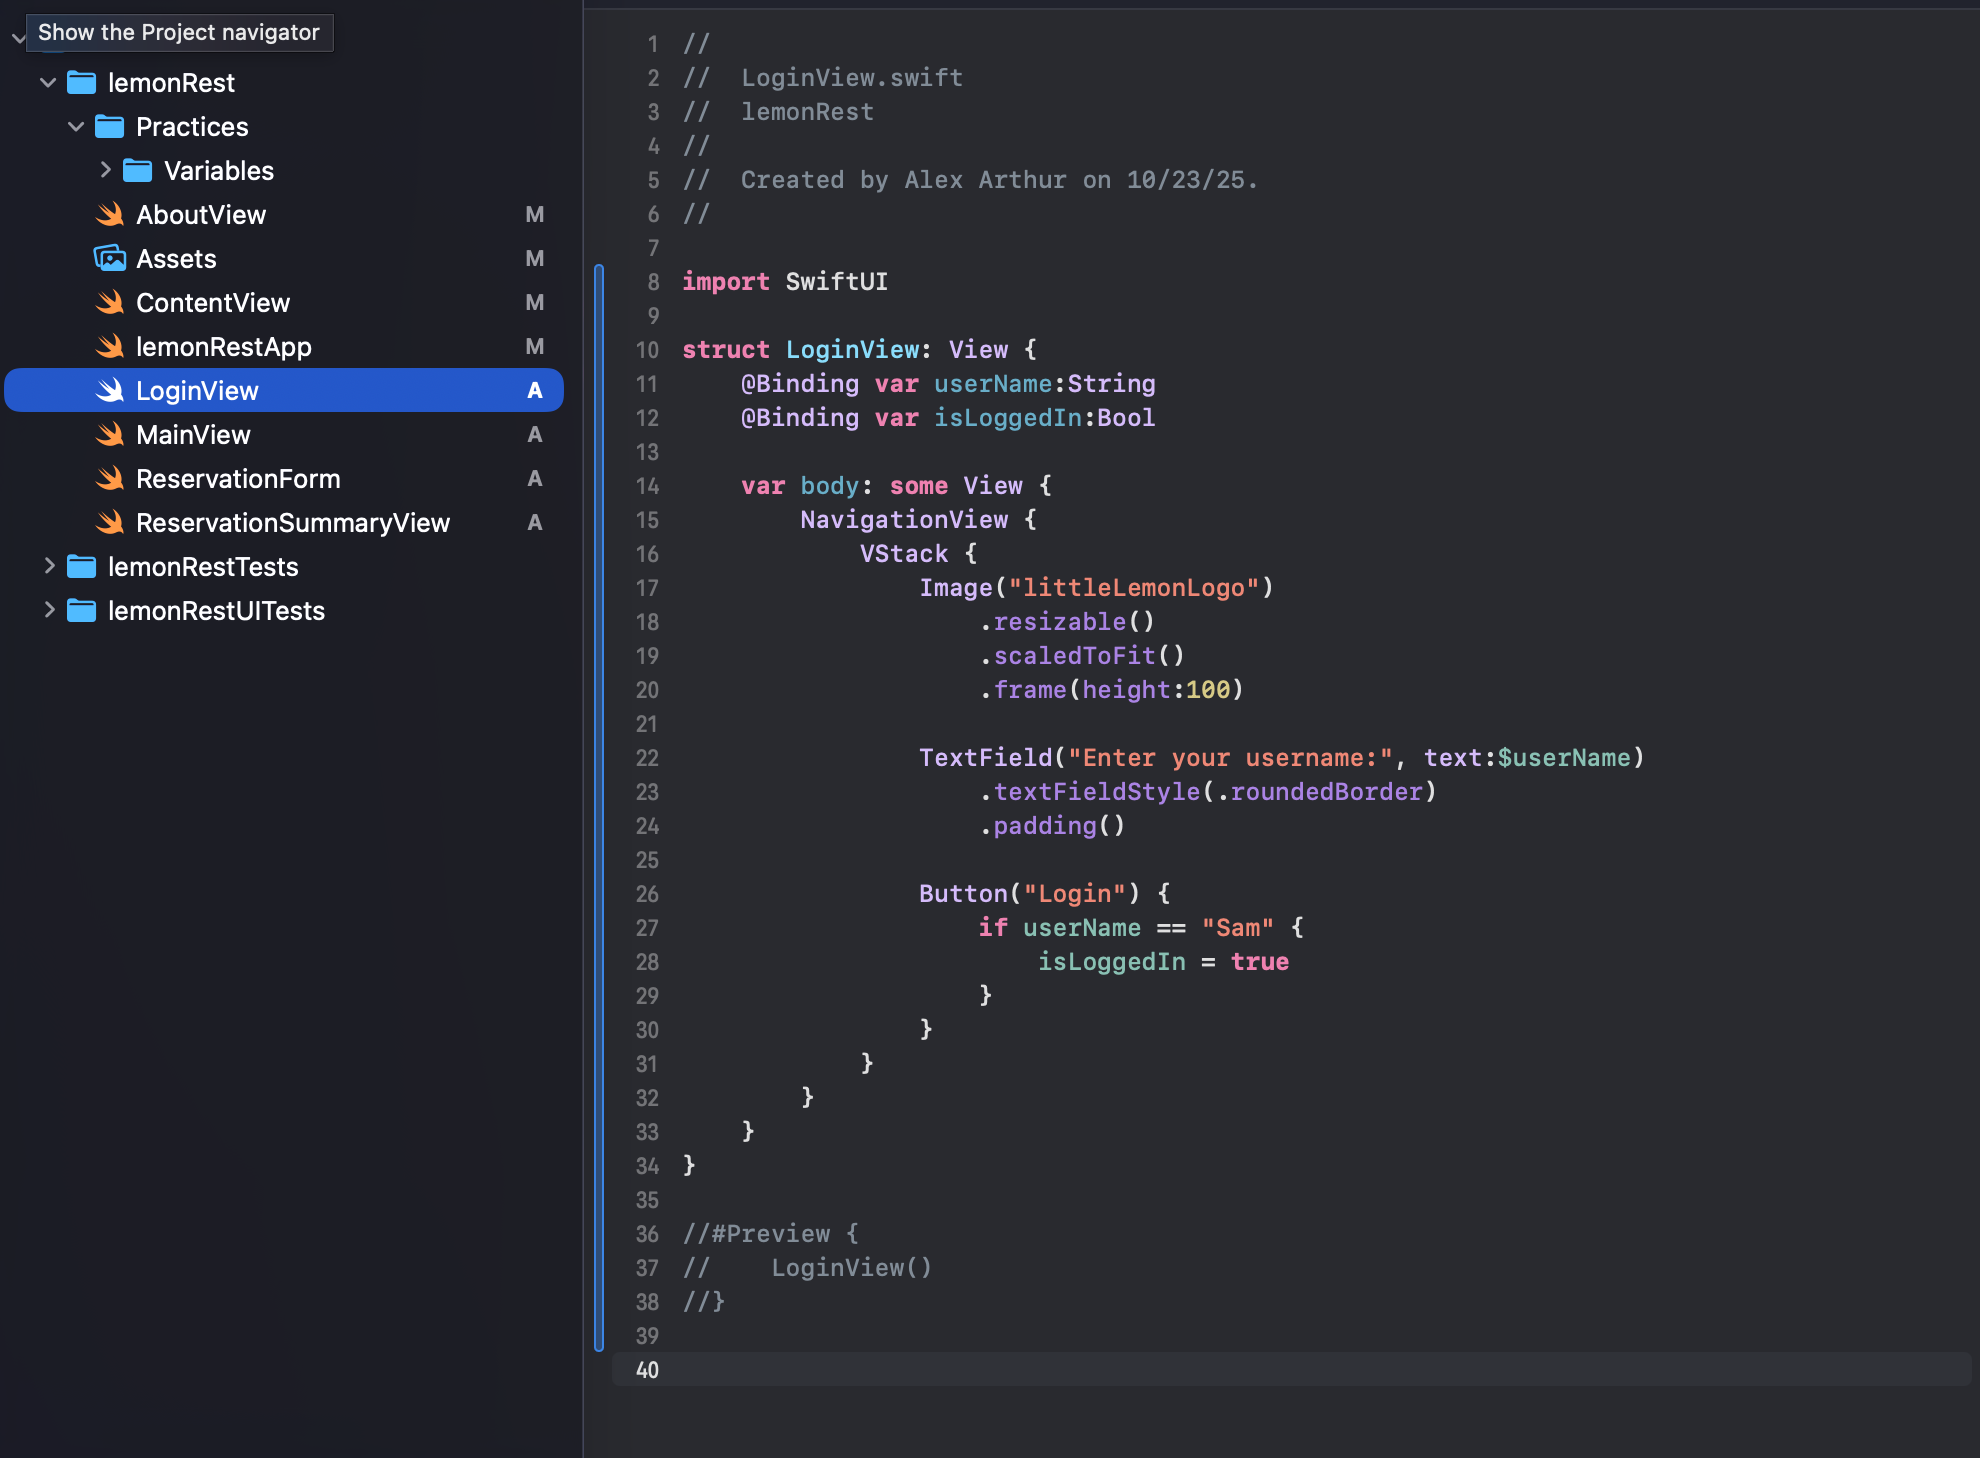 Show the Project navigator
lemonRest
Practices
Variables
AboutView M
Assets M
ContentView M
lemonRestApp M
LoginView A
MainView A
ReservationForm A
ReservationSummaryView A
lemonRestTests
lemonRestUITests
1 //
2 //  LoginView.swift
3 //  lemonRest
4 //
5 //  Created by Alex Arthur on 10/23/25.
6 //
7
8 import SwiftUI
9
10 struct LoginView: View {
11     @Binding var userName:String
12     @Binding var isLoggedIn:Bool
13
14     var body: some View {
15         NavigationView {
16             VStack {
17                 Image("littleLemonLogo")
18                     .resizable()
19                     .scaledToFit()
20                     .frame(height:100)
21
22                 TextField("Enter your username:", text:$userName)
23                     .textFieldStyle(.roundedBorder)
24                     .padding()
25
26                 Button("Login") {
27                     if userName == "Sam" {
28                         isLoggedIn = true
29                     }
30                 }
31             }
32         }
33     }
34 }
35
36 //#Preview {
37 //    LoginView()
38 //}
39
40